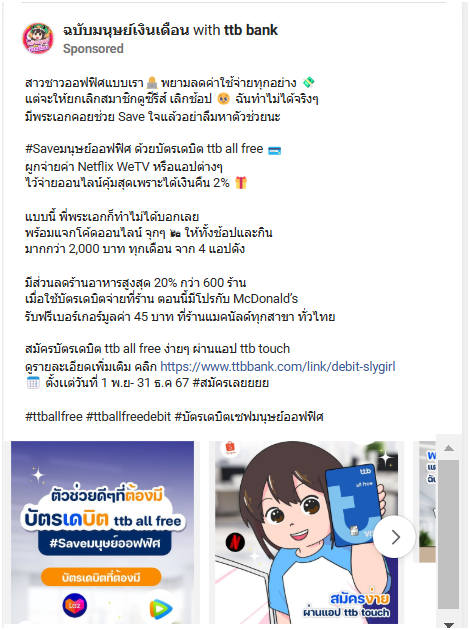 ฉบับมนุษย์เงินเดือน with ttb bank
Sponsored
สาวชาวออฟฟิศแบบเรา พยามลดค่าใช้จ่ายทุกอย่าง
แต่จะให้ยกเลิกสมาชิกดูซีรีส์ เลิกช้อป ฉันทำไม่ได้จริงๆ
มีพระเอกคอยช่วย Save ใจแล้วอย่าลืมหาตัวช่วยนะ
#Saveมนุษย์ออฟฟิศ ด้วยบัตรเดบิต ttb all free
ผูกจ่ายค่า Netflix WeTV หรือแอปต่างๆ
ไว้จ่ายออนไลน์คุ้มสุดเพราะได้เงินคืน 2%
แบบนี้ พี่พระเอกก็ทำไม่ได้บอกเลย
พร้อมแจกโค้ดออนไลน์ จุกๆ ให้ทั้งช้อปและกิน
มากกว่า 2,000 บาท ทุกเดือน จาก 4 แอปดัง
มีส่วนลดร้านอาหารสูงสุด 20% กว่า 600 ร้าน
เมื่อใช้บัตรเดบิตจ่ายที่ร้าน ตอนนี้มีโปรกับ McDonald's
รับฟรีเบอร์เกอร์มูลค่า 45 บาท ที่ร้านแมคนัลด์ทุกสาขา ทั่วไทย
สมัครบัตรเดบิต ttb all free ง่ายๆ ผ่านแอป ttb touch
ดูรายละเอียดเพิ่มเติม คลิก https://www.ttbbank.com/link/debit-slygirl
ตั้งแต่วันที่ 1 พ.ย- 31 ธ.ค 67 #สมัครเลยยยย
#ttballfree #ttballfreedebit #บัตรเดบิตเซฟมนุษย์ออฟฟิศ
ตัวช่วยดีๆที่ต้องมี
บัตรเดบิต ttb all free
#Saveมนุษย์ออฟฟิศ
บัตรเดบิตที่ต้องมี
Laz
ttb
all free
สมัครง่าย
ผ่านแอป ttb touch